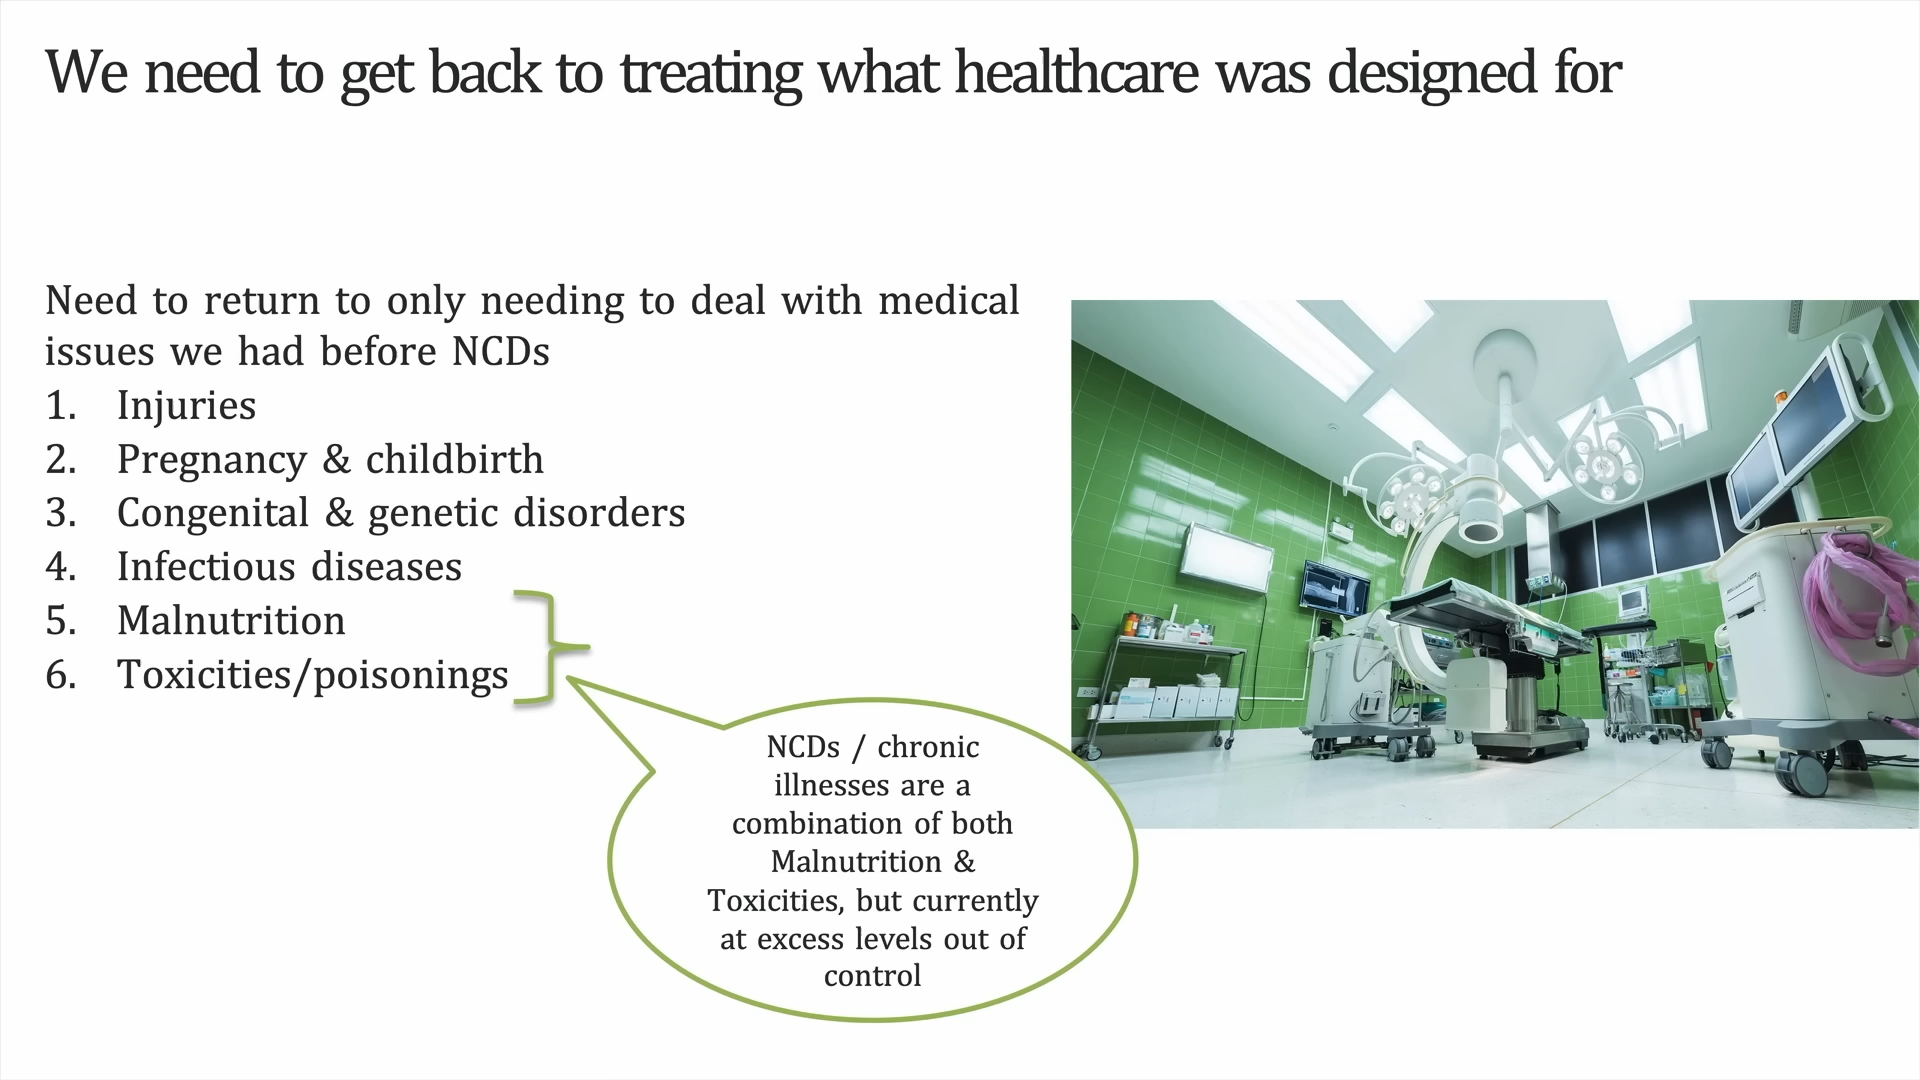 We need to get back to treating what healthcare was designed for
Need to return to only needing to deal with medical
issues we had before NCDs
1. Injuries
2. Pregnancy & childbirth
3. Congenital & genetic disorders
4. Infectious diseases
5. Malnutrition
6. Toxicities/poisonings
NCDs / chronic
illnesses are a
combination of both
Malnutrition &
Toxicities, but currently
at excess levels out of
control